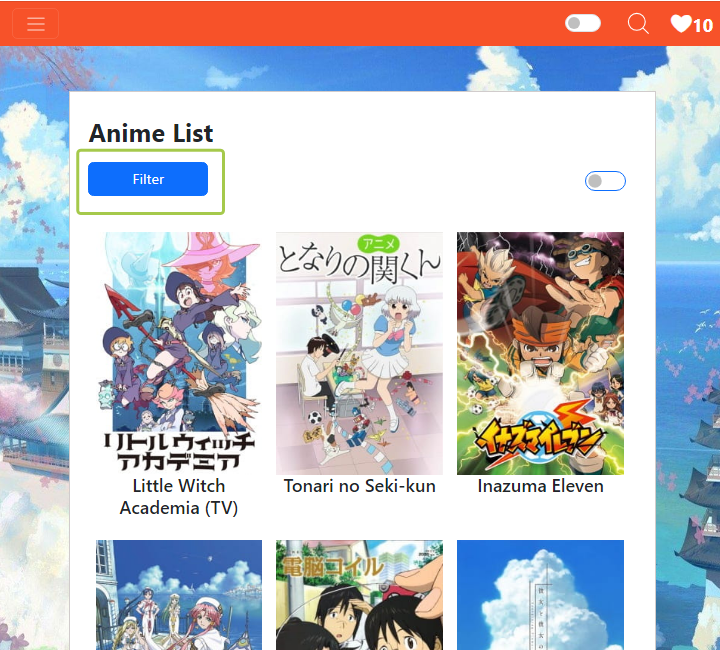 10
Anime List
Filter
アニメ
となりの関くん
リトルウィッチ
アカデミア
イナズマイレブン
Little Witch
Academia (TV)
Tonari no Seki-kun
Inazuma Eleven
電脳コイル